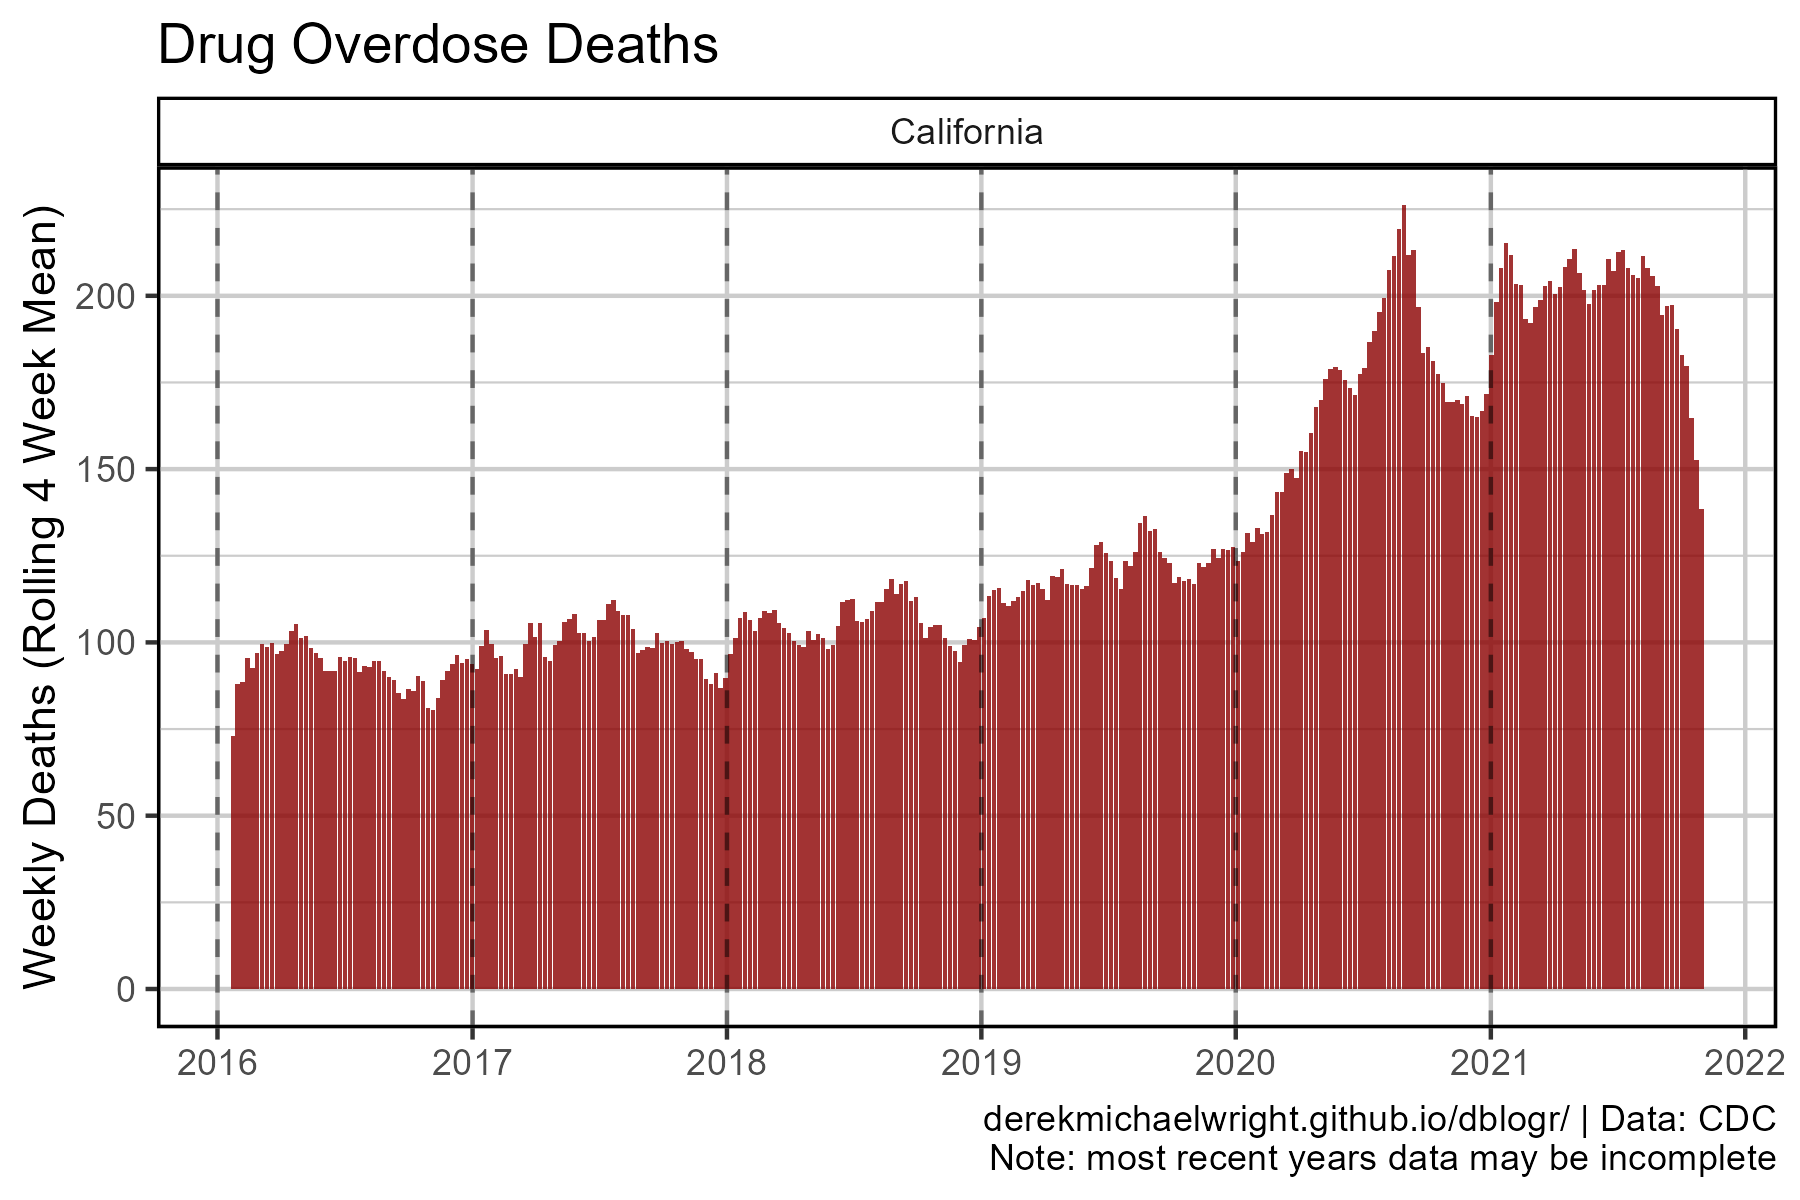 Drug Overdose Deaths
California
Weekly Deaths (Rolling 4 Week Mean)
200
150
100
50
0
2016
2017
2018
2019
2020
2021
2022
derekmichaelwright.github.io/dblogr/ | Data: CDC
Note: most recent years data may be incomplete